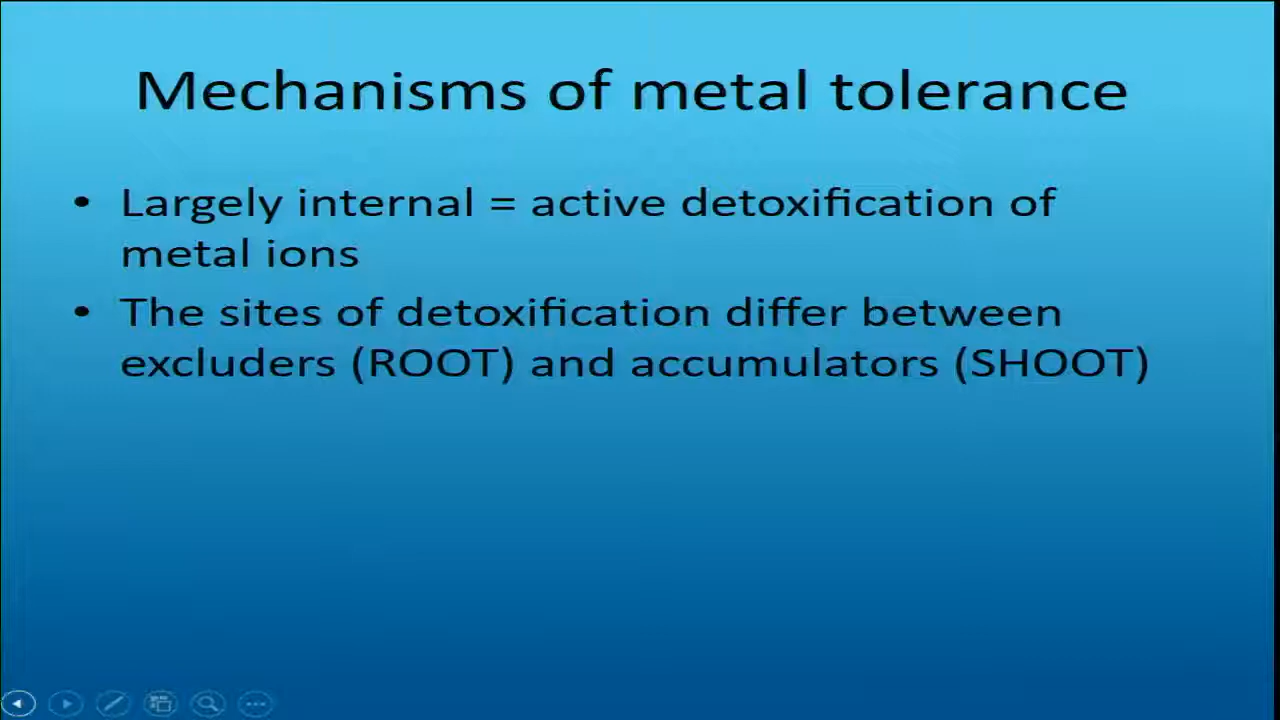 Mechanisms of metal tolerance
• Largely internal = active detoxification of
metal ions
• The sites of detoxification differ between
excluders (ROOT) and accumulators (SHOOT)